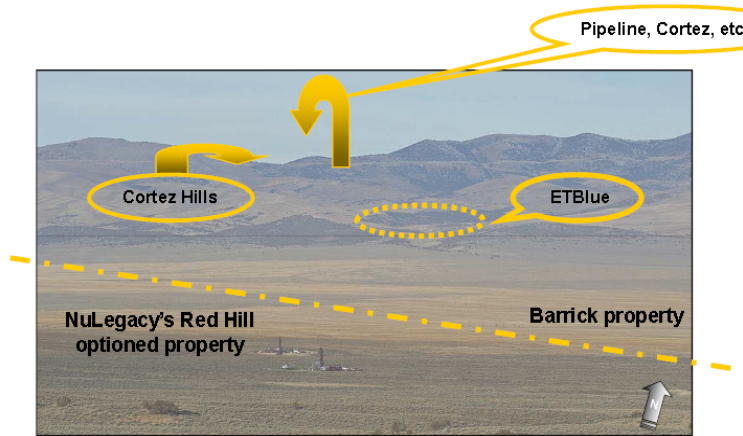 Pipeline, Cortez, etc
Cortez Hills
ETBlue
NuLegacy's Red Hill
optioned property
Barrick property
N